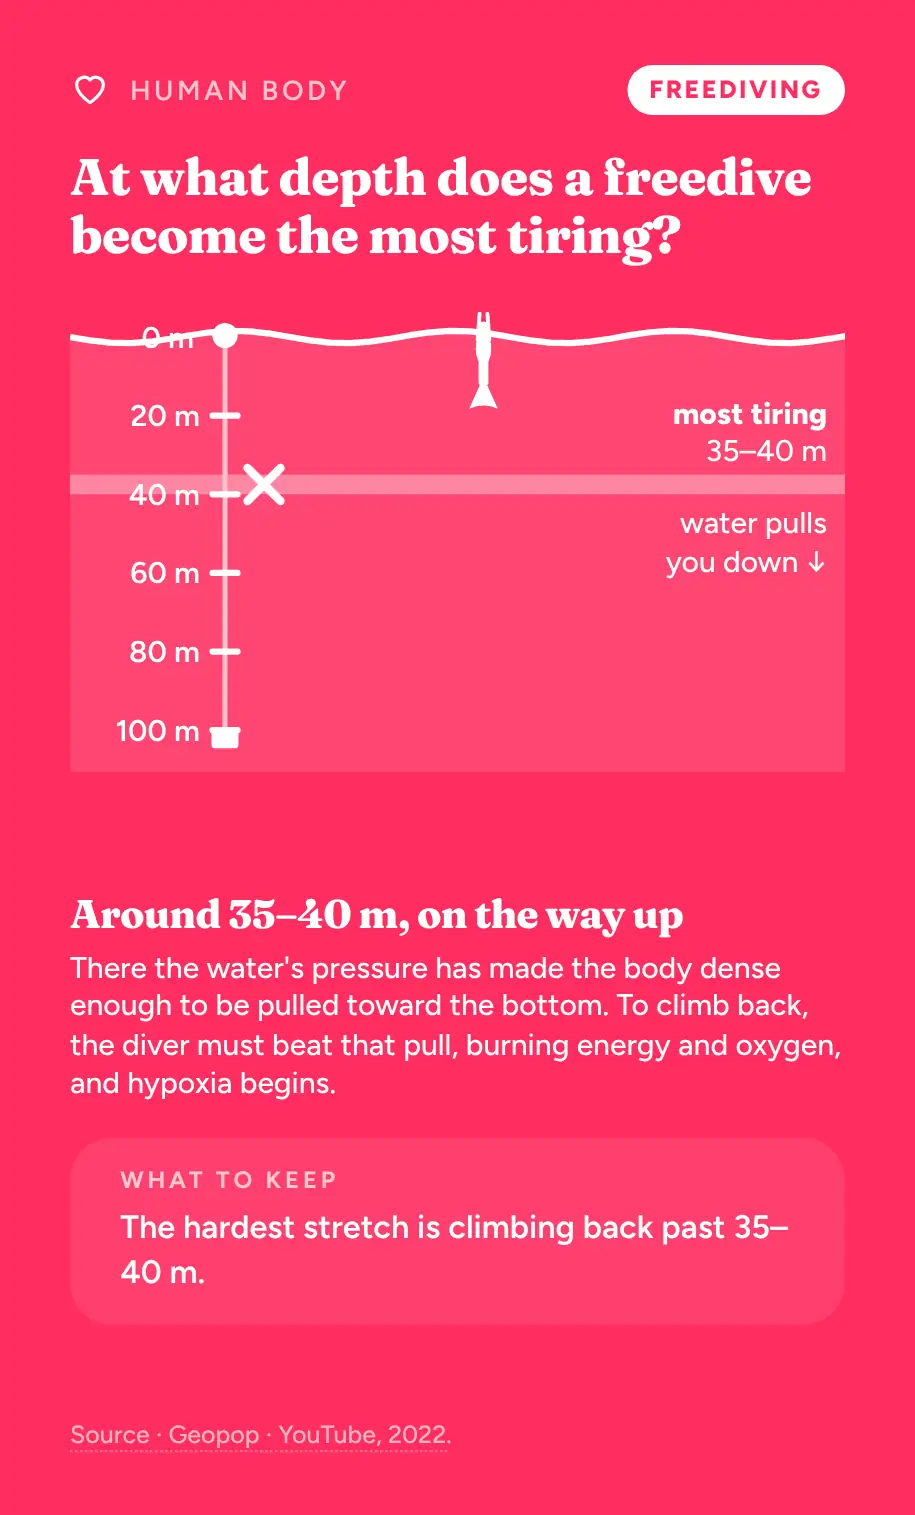 HUMAN BODY
FREEDIVING
At what depth does a freedive
become the most tiring?
0 m
20 m
most tiring
35–40 m
40 m
water pulls
you down ↓
60 m
80 m
100 m
Around 35–40 m, on the way up
There the water's pressure has made the body dense
enough to be pulled toward the bottom. To climb back,
the diver must beat that pull, burning energy and oxygen,
and hypoxia begins.
WHAT TO KEEP
The hardest stretch is climbing back past 35–
40 m.
Source · Geopop · YouTube, 2022.